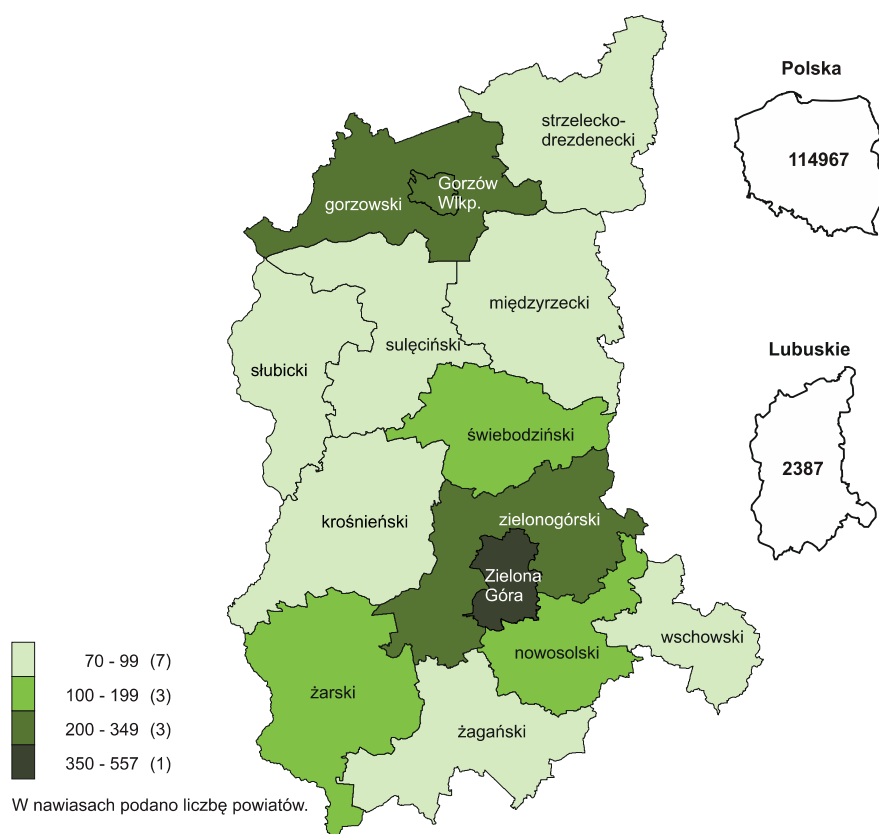 Polska
114967
strzelecko-
drezdenecki
Gorzów
Wlkp.
gorzowski
międzyrzecki
sulęciński
słubicki
Lubuskie
2387
świebodziński
zielonogórski
krośnieński
Zielona
Góra
wschowski
nowosolski
żarski
żagański
70 - 99 (7)
100 - 199 (3)
200 - 349 (3)
350 - 557 (1)
W nawiasach podano liczbę powiatów.